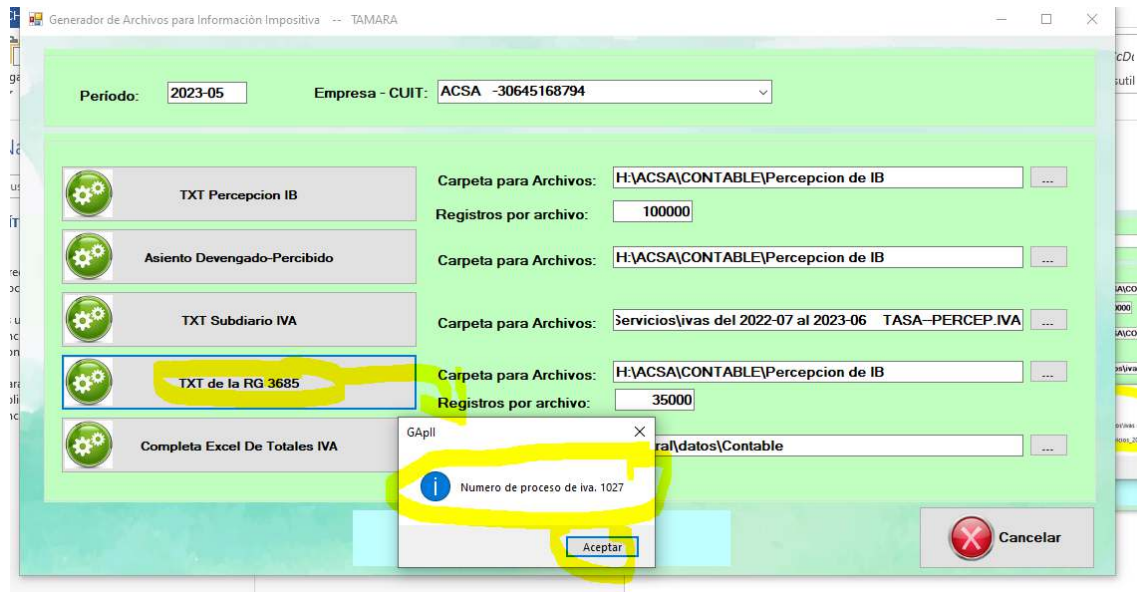 Generador de Archivos para Información Impositiva -- TAMARA
Período: 2023-05 Empresa - CUIT: ACSA -30645168794
TXT Percepcion IB Carpeta para Archivos: H:\ACSA\CONTABLE\Percepcion de IB ...
Registros por archivo: 100000
Asiento Devengado-Percibido Carpeta para Archivos: H:\ACSA\CONTABLE\Percepcion de IB ...
TXT Subdiario IVA Carpeta para Archivos: Servicios\ivas del 2022-07 al 2023-06 TASA--PERCEP.IVA ...
TXT de la RG 3685 Carpeta para Archivos: H:\ACSA\CONTABLE\Percepcion de IB ...
Registros por archivo: 35000
Completa Excel De Totales IVA ral\datos\Contable ...
GApII
Numero de proceso de iva. 1027
Aceptar
Cancelar